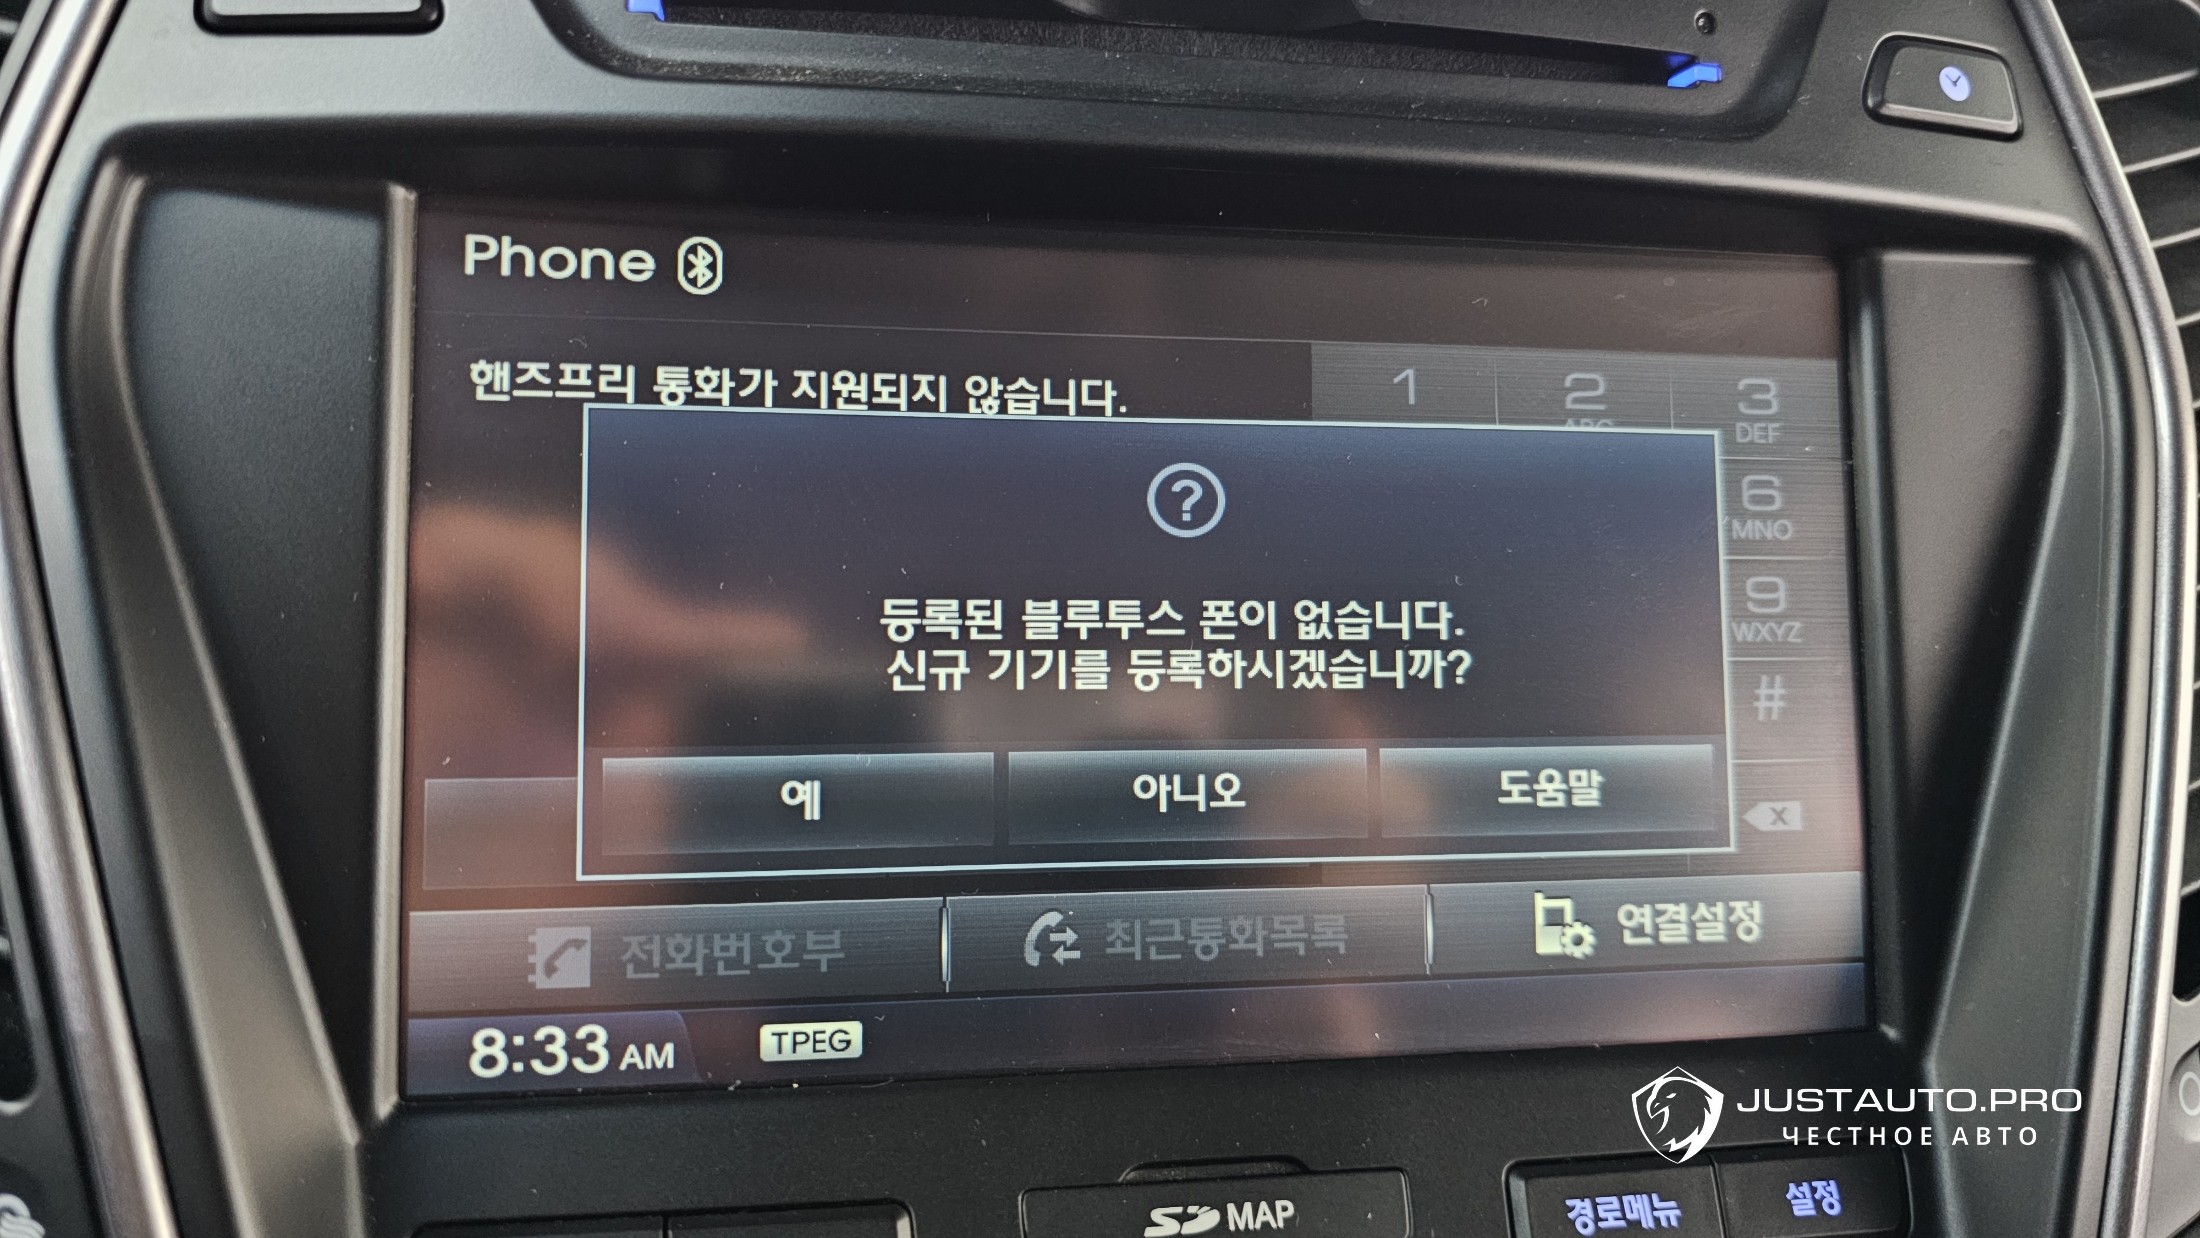 Phone
핸즈프리 통화가 지원되지 않습니다.
1
2
3
DEF
6
MNO
9
WXYZ
#
?
등록된 블루투스 폰이 없습니다.
신규 기기를 등록하시겠습니까?
예
아니오
도움말
X
전화번호부
최근통화목록
연결설정
8:33 AM
TPEG
JUSTAUTO.PRO
ЧЕСТНОЕ АВТО
SD MAP
경로메뉴
설정